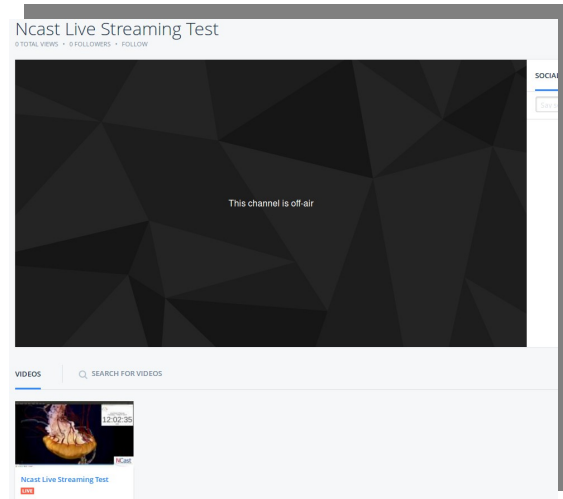 Ncast Live Streaming Test
0 TOTAL VIEWS • 0 FOLLOWERS • FOLLOW
SOCIAL
This channel is off-air
VIDEOS
SEARCH FOR VIDEOS
12:02:35
NCast
Ncast Live Streaming Test
LIVE